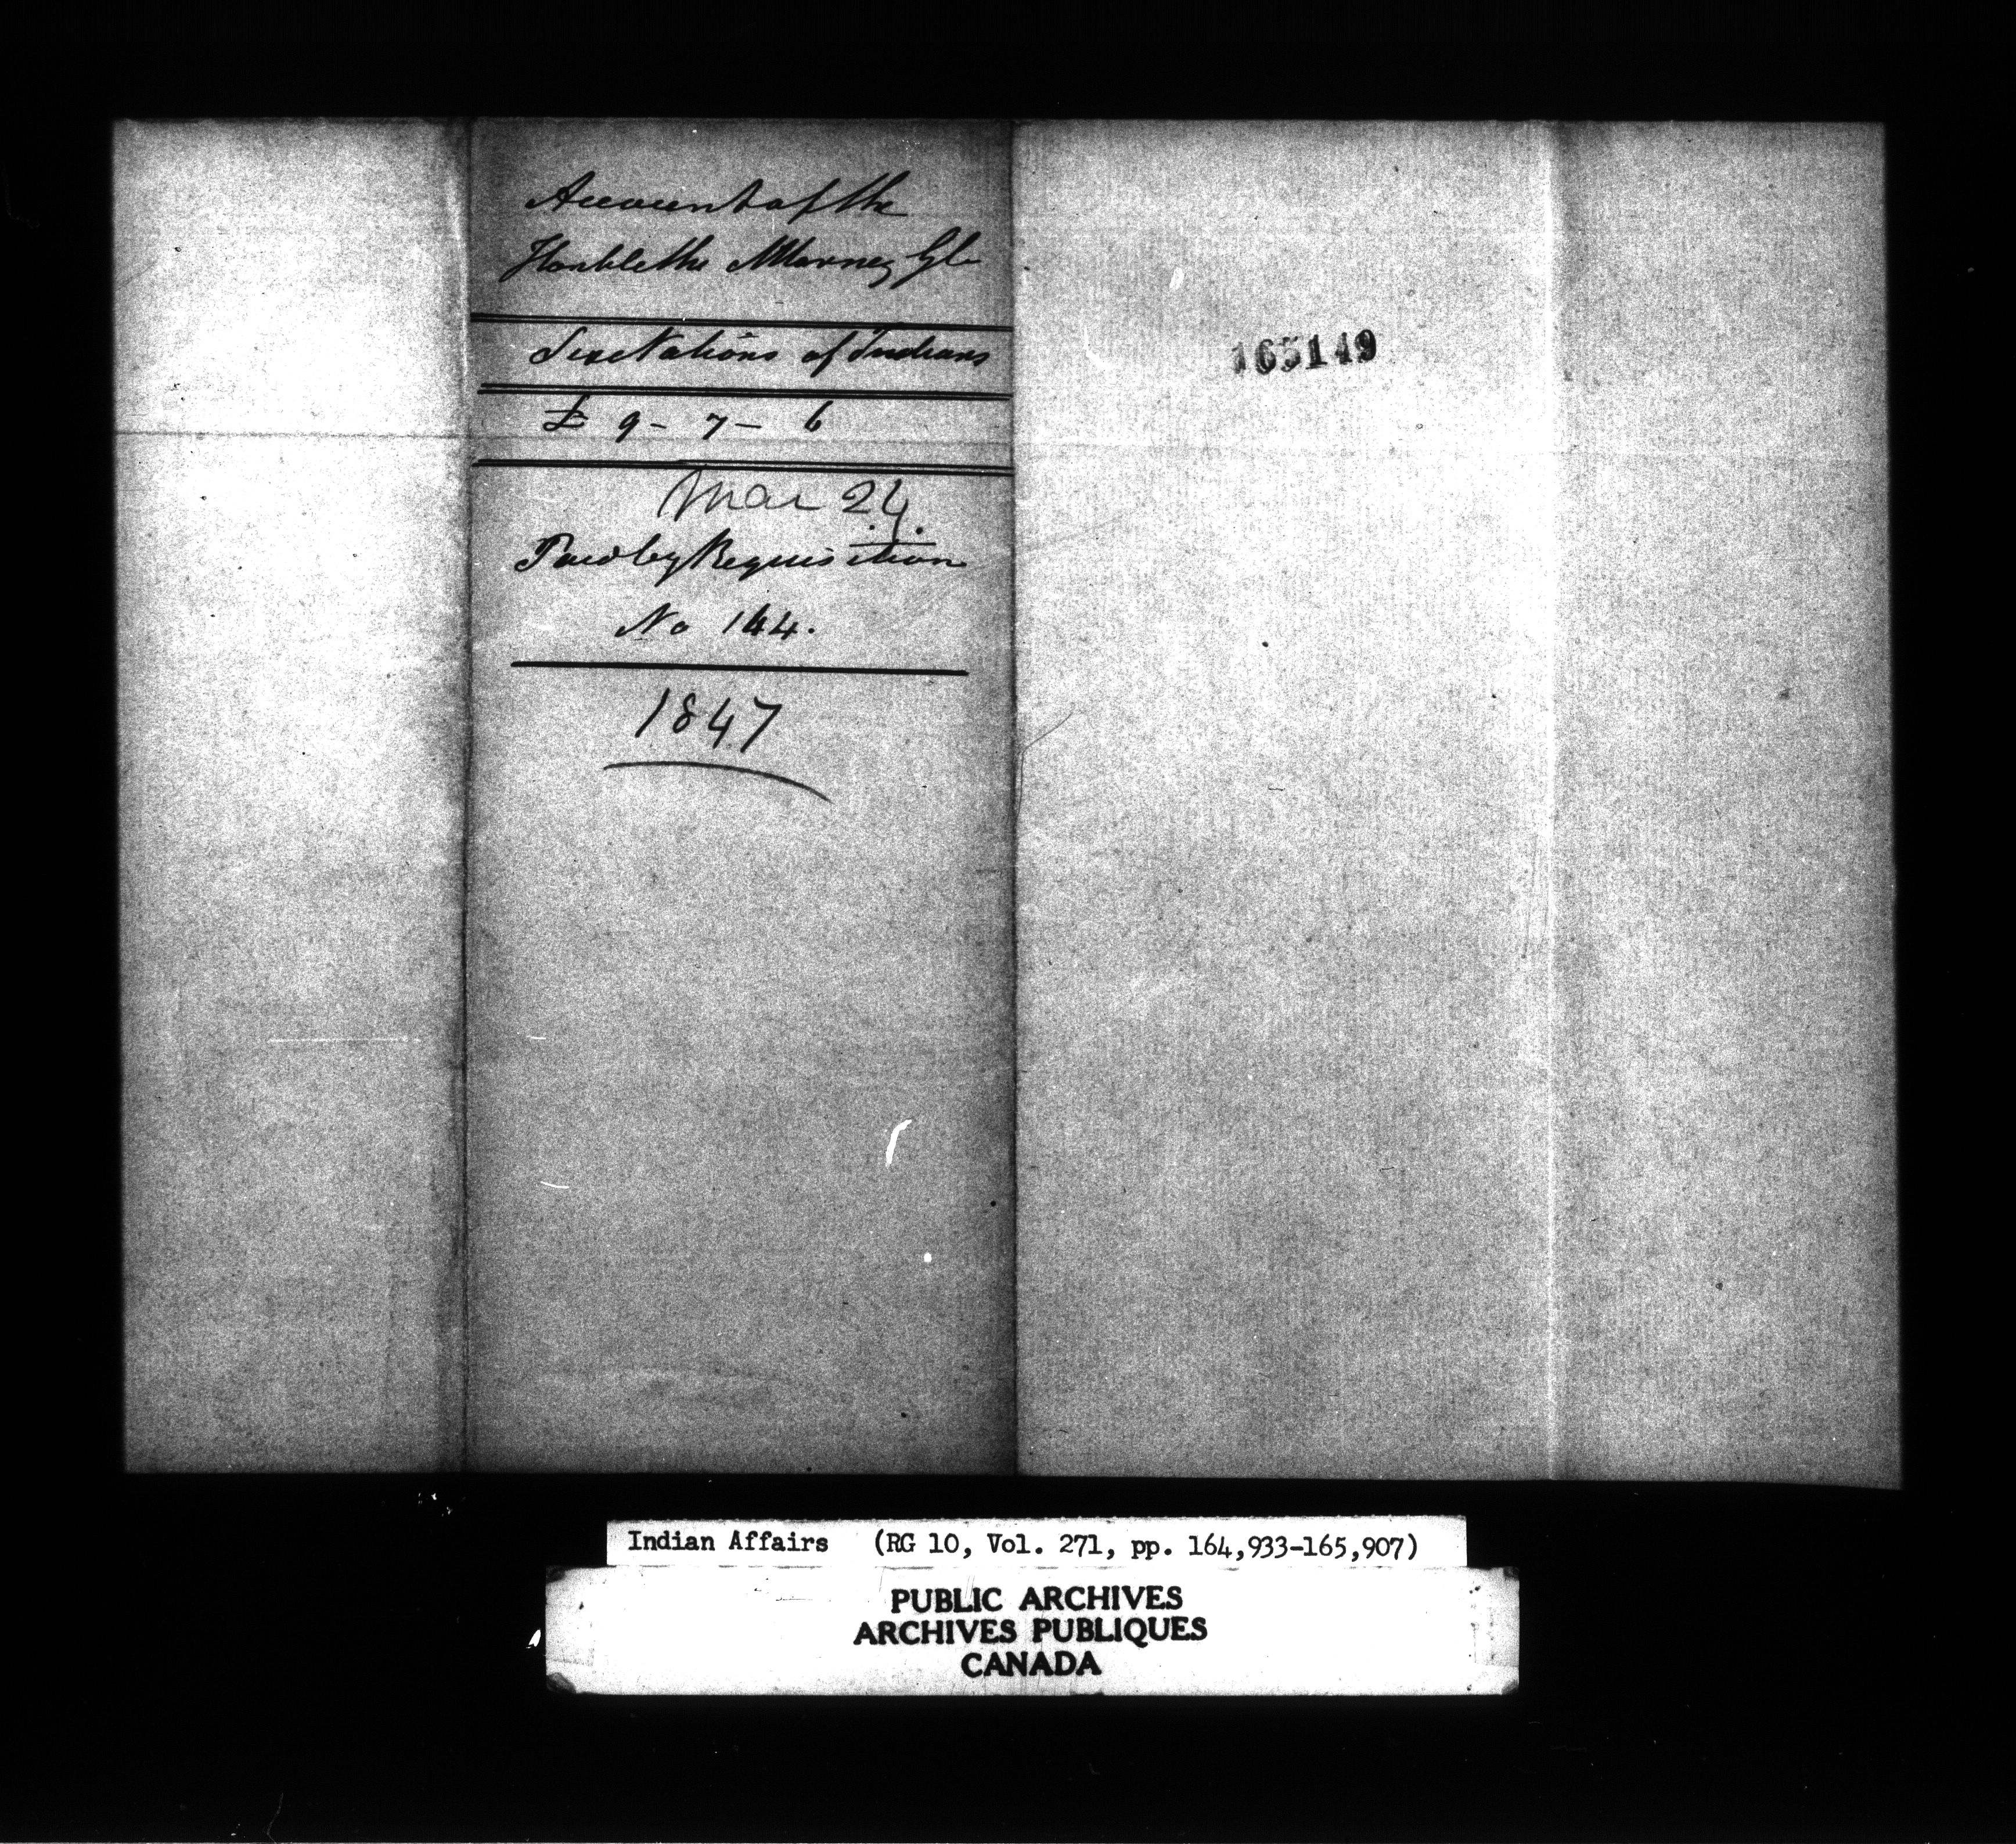 Account of the
Honble the Attorney Gl
Six Nations of Indians
£ 9 - 7 - 6
Mar 24.
Paid by Requisition
No 144.
1847
165149
Indian Affairs (RG 10, Vol. 271, pp. 164,933-165,907)
PUBLIC ARCHIVES
ARCHIVES PUBLIQUES
CANADA